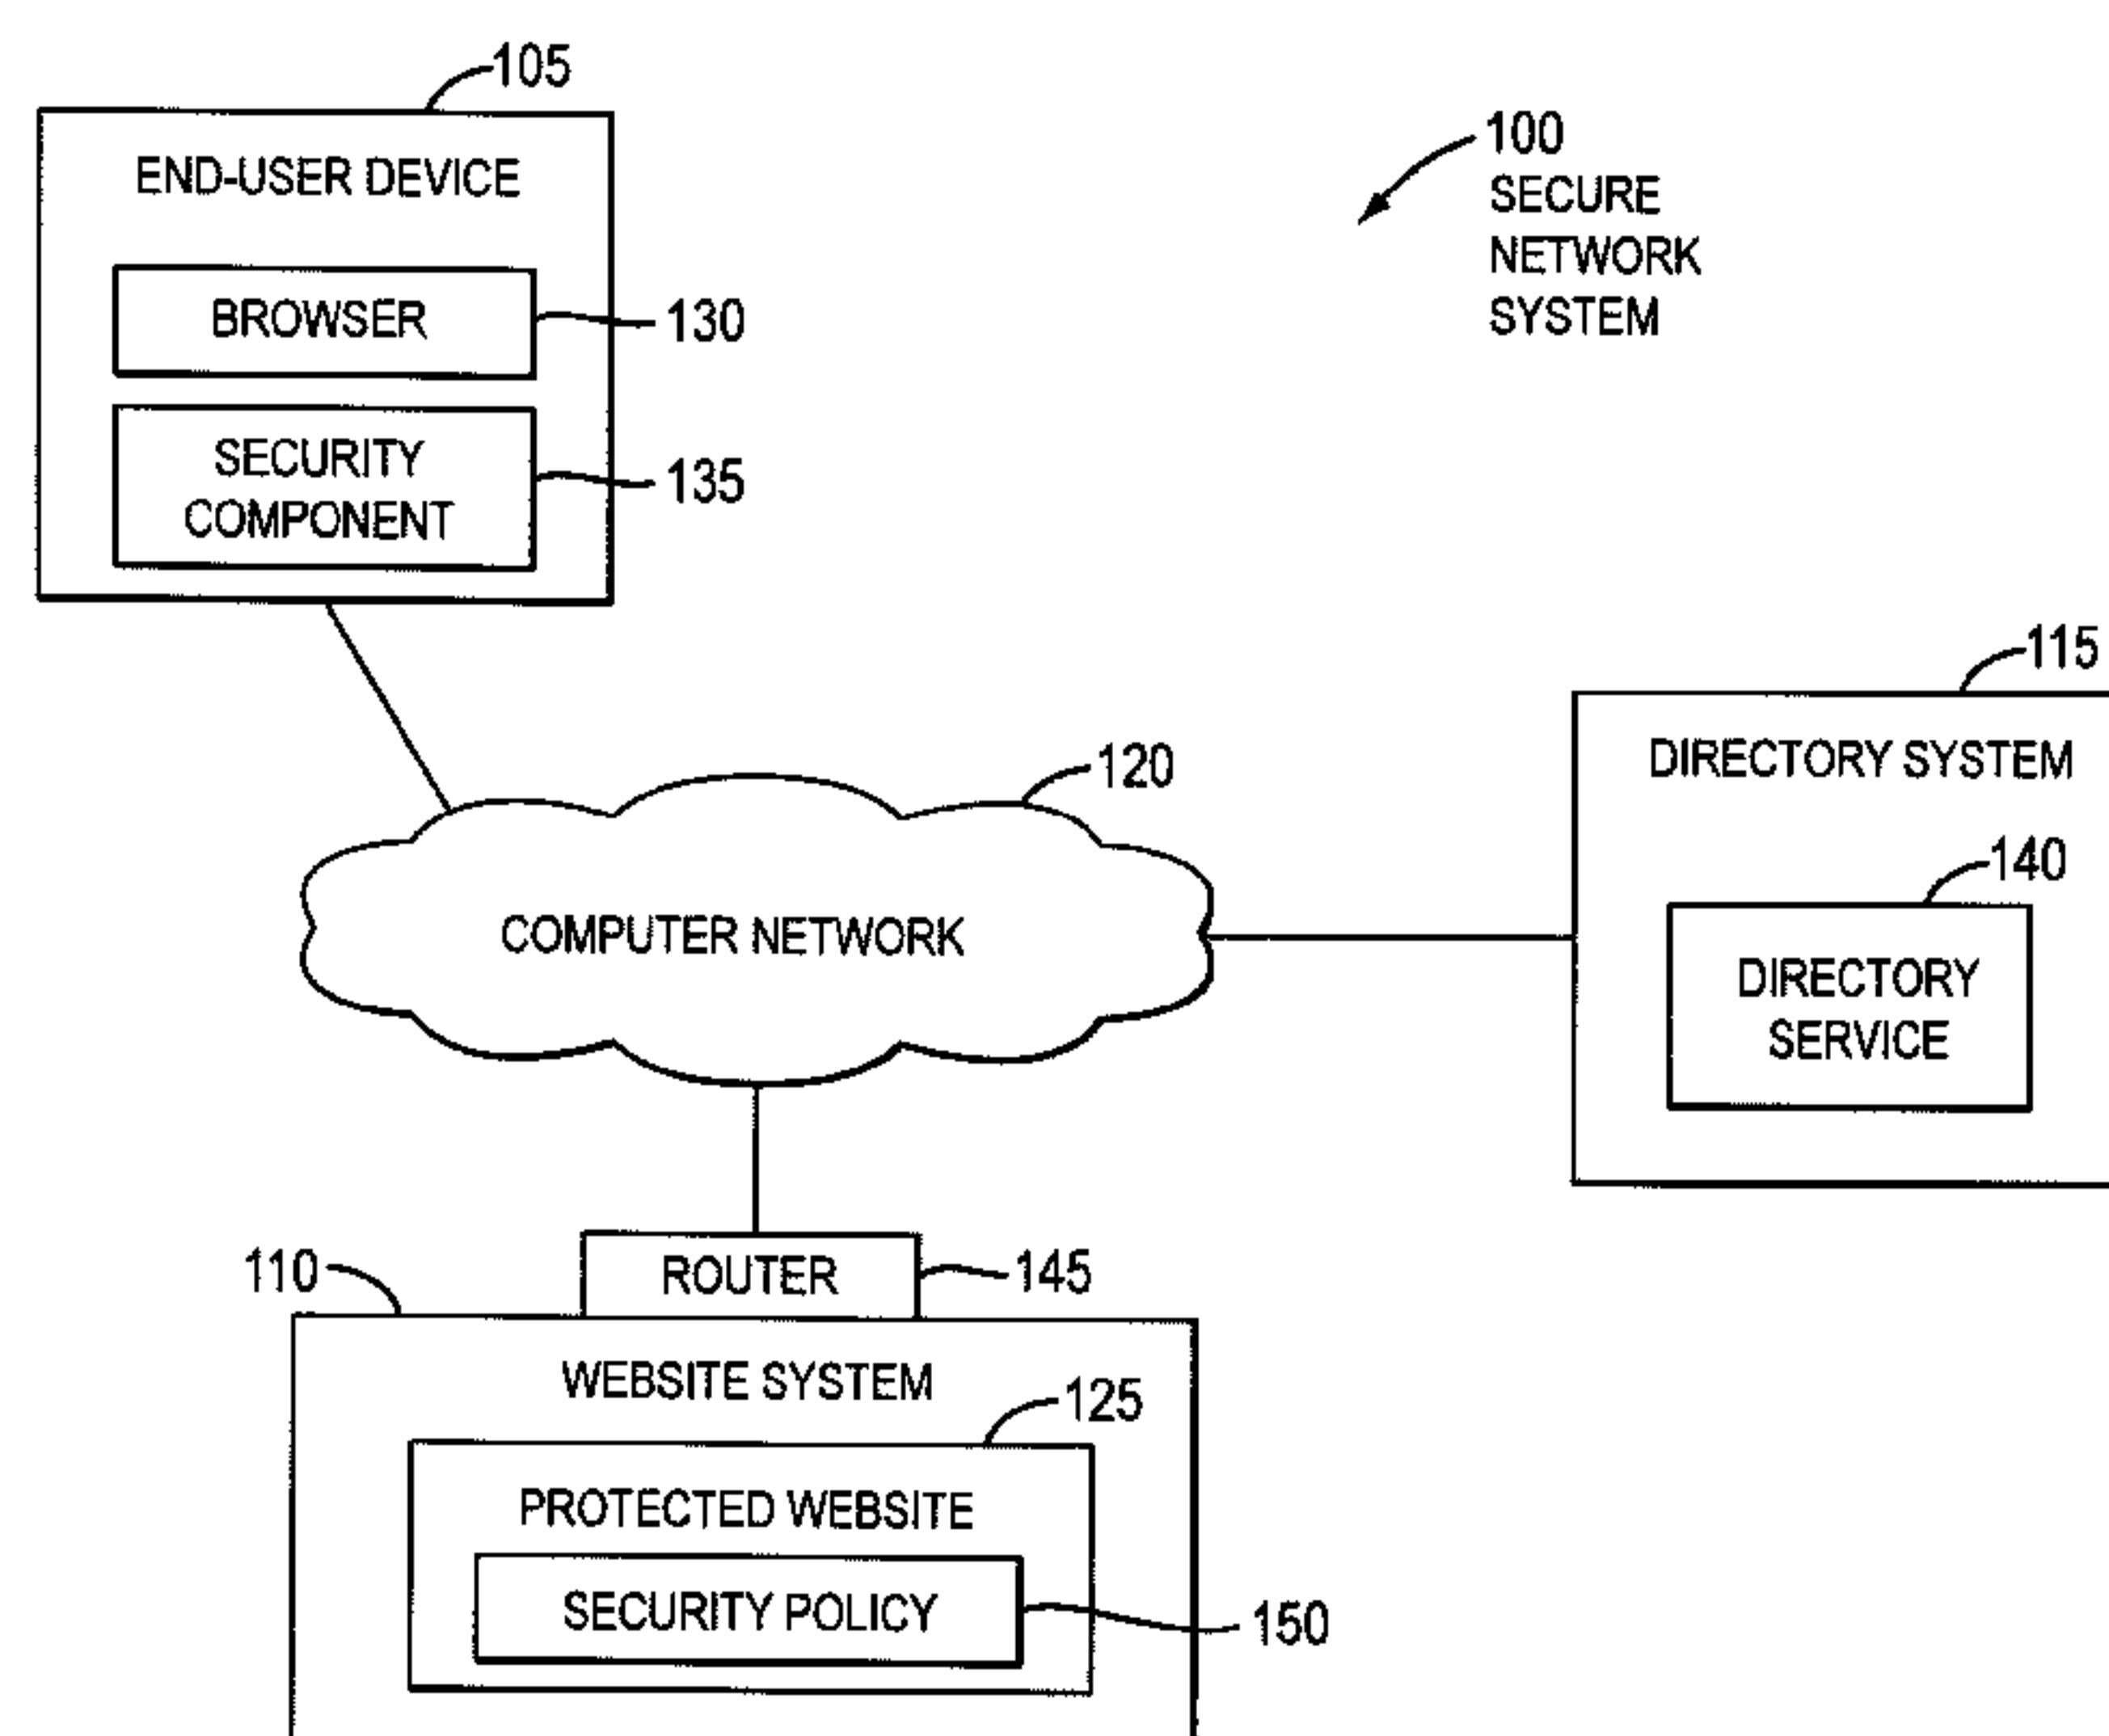 105
END-USER DEVICE
100
SECURE
NETWORK
SYSTEM
BROWSER
130
SECURITY
COMPONENT
135
115
DIRECTORY SYSTEM
120
140
COMPUTER NETWORK
DIRECTORY
SERVICE
110
ROUTER
145
WEBSITE SYSTEM
125
PROTECTED WEBSITE
SECURITY POLICY
150